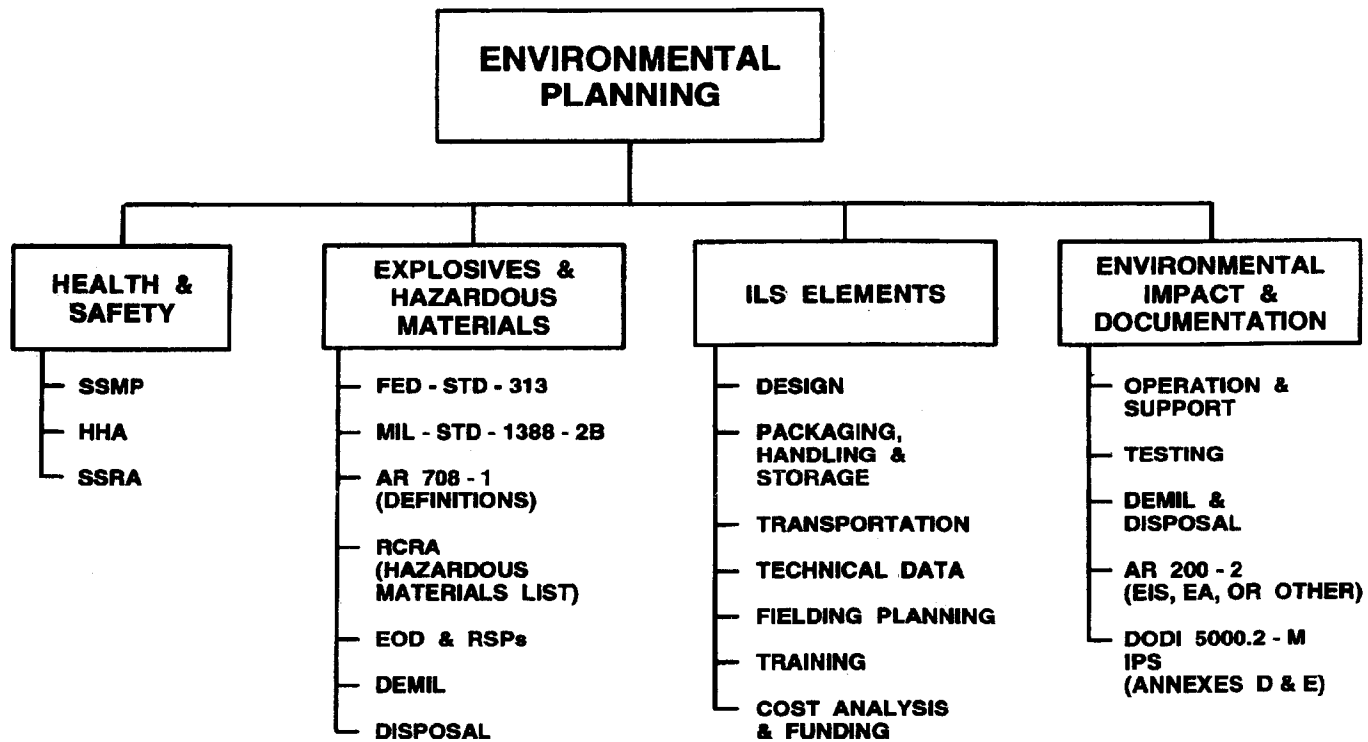 ENVIRONMENTAL
PLANNING
HEALTH &
SAFETY
SSMP
HHA
SSRA
EXPLOSIVES &
HAZARDOUS
MATERIALS
FED - STD - 313
MIL - STD - 1388 - 2B
AR 708 - 1
(DEFINITIONS)
RCRA
(HAZARDOUS
MATERIALS LIST)
EOD & RSPs
DEMIL
DISPOSAL
ILS ELEMENTS
DESIGN
PACKAGING,
HANDLING &
STORAGE
TRANSPORTATION
TECHNICAL DATA
FIELDING PLANNING
TRAINING
COST ANALYSIS
& FUNDING
ENVIRONMENTAL
IMPACT &
DOCUMENTATION
OPERATION &
SUPPORT
TESTING
DEMIL &
DISPOSAL
AR 200 - 2
(EIS, EA, OR OTHER)
DODI 5000.2 - M
IPS
(ANNEXES D & E)